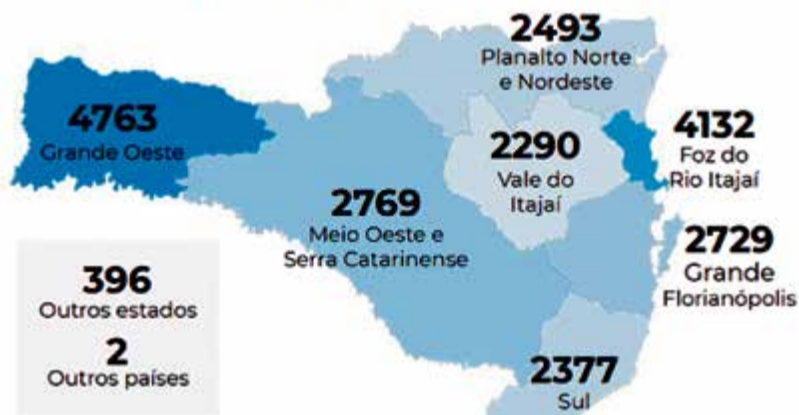 2493
Planalto Norte
e Nordeste
4763
Grande Oeste
2290
Vale do
Itajaí
4132
Foz do
Rio Itajaí
2769
Meio Oeste e
Serra Catarinense
2729
Grande
Florianópolis
396
Outros estados
2
Outros países
2377
Sul